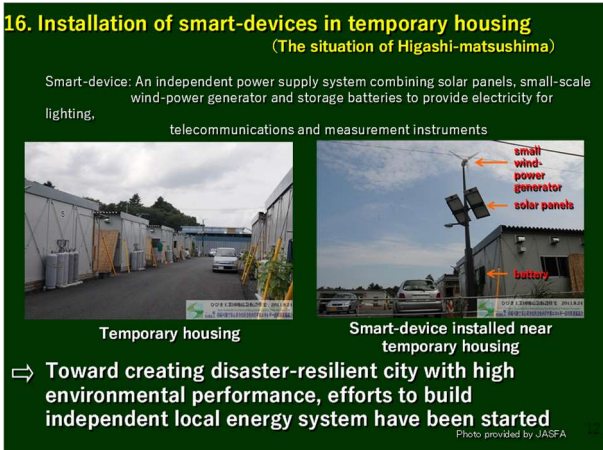 16. Installation of smart-devices in temporary housing
(The situation of Higashi-matsushima)
Smart-device: An independent power supply system combining solar panels, small-scale
wind-power generator and storage batteries to provide electricity for
lighting,
telecommunications and measurement instruments
small
wind-
power
generator
solar panels
battery
Temporary housing
Smart-device installed near
temporary housing
⇨ Toward creating disaster-resilient city with high
environmental performance, efforts to build
independent local energy system have been started
Photo provided by JASFA
12